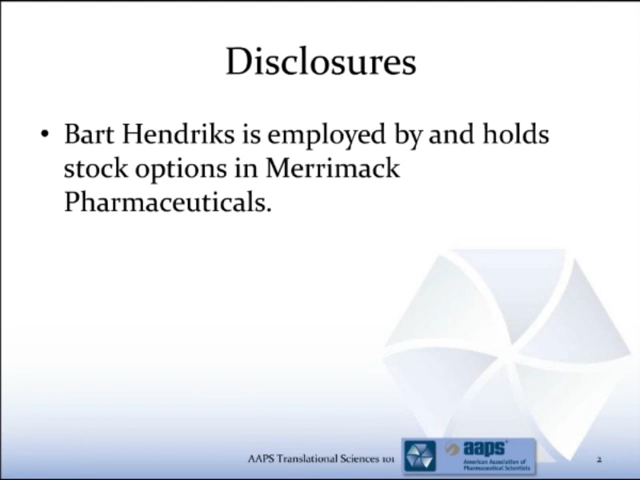 Disclosures
• Bart Hendriks is employed by and holds
stock options in Merrimack
Pharmaceuticals.
AAPS Translational Sciences 101
aaps
American Association of
Pharmaceutical Scientists
2